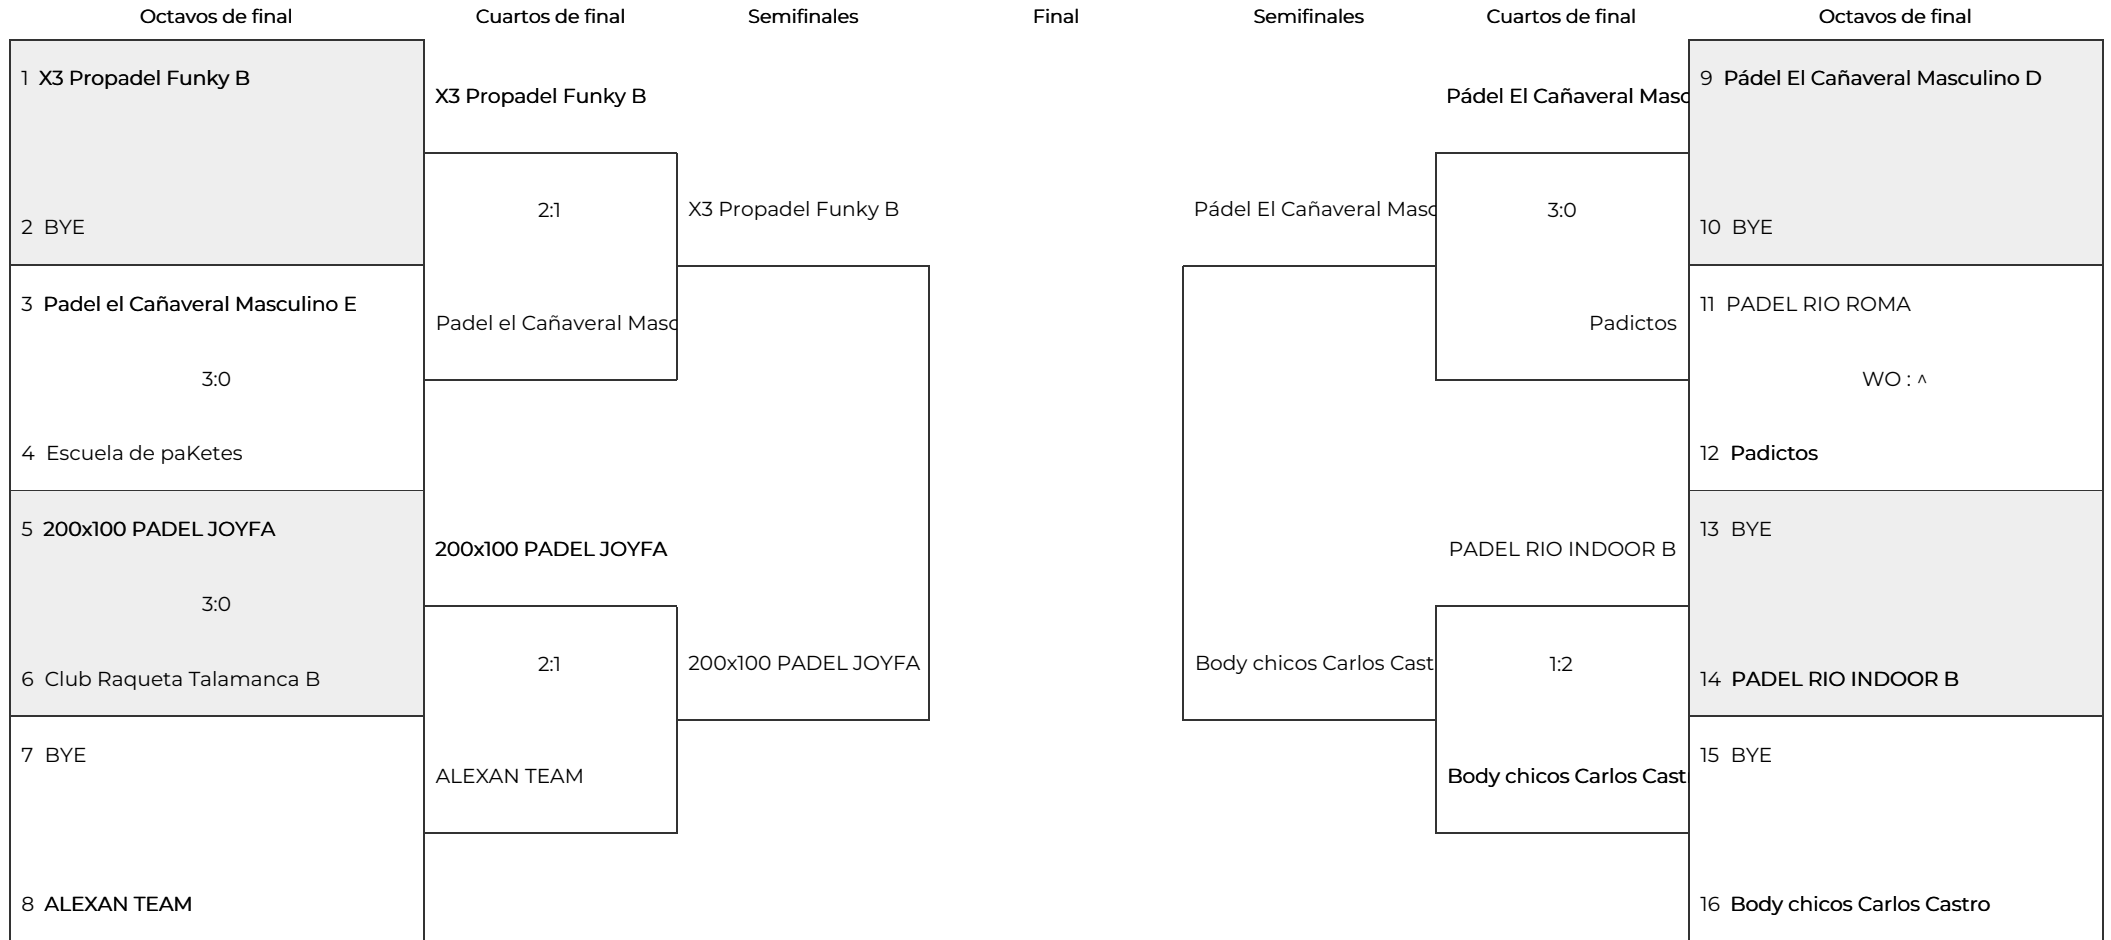 Octavos de final
Cuartos de final
Semifinales
Final
Semifinales
Cuartos de final
Octavos de final
1 X3 Propadel Funky B
2 BYE
3 Padel el Cañaveral Masculino E
3:0
4 Escuela de paKetes
5 200x100 PADEL JOYFA
3:0
6 Club Raqueta Talamanca B
7 BYE
8 ALEXAN TEAM
X3 Propadel Funky B
2:1
Padel el Cañaveral Masc
200x100 PADEL JOYFA
2:1
ALEXAN TEAM
X3 Propadel Funky B
200x100 PADEL JOYFA
Pádel El Cañaveral Masc
Body chicos Carlos Cast
Pádel El Cañaveral Masc
3:0
Padictos
PADEL RIO INDOOR B
1:2
Body chicos Carlos Cast
9 Pádel El Cañaveral Masculino D
10 BYE
11 PADEL RIO ROMA
WO : ^
12 Padictos
13 BYE
14 PADEL RIO INDOOR B
15 BYE
16 Body chicos Carlos Castro